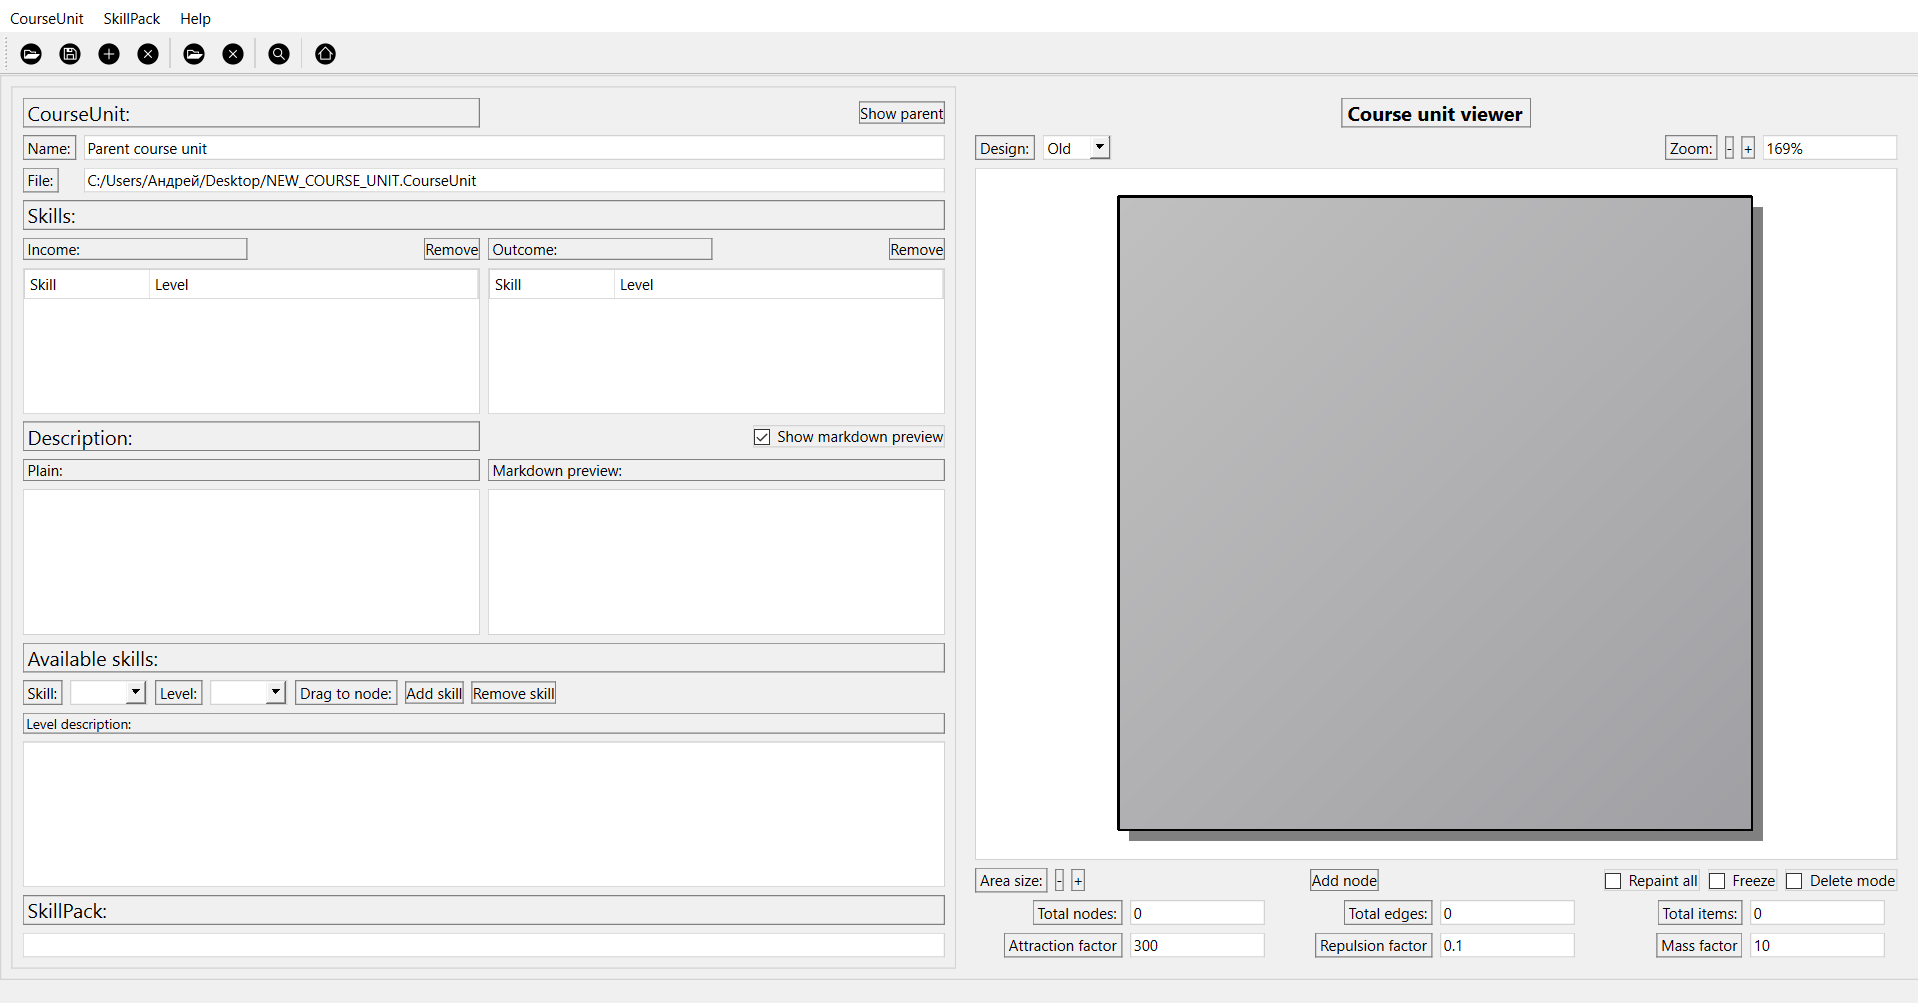 CourseUnit SkillPack Help
CourseUnit: Show parent
Name: Parent course unit
File: C:/Users/Андрей/Desktop/NEW_COURSE_UNIT.CourseUnit
Skills:
Income: Remove Outcome: Remove
Skill Level Skill Level
Description: Show markdown preview
Plain: Markdown preview:
Available skills:
Skill: Level: Drag to node: Add skill Remove skill
Level description:
SkillPack:
Course unit viewer
Design: Old Zoom: - + 169%
Area size: - + Add node Repaint all Freeze Delete mode
Total nodes: 0 Total edges: 0 Total items: 0
Attraction factor 300 Repulsion factor 0.1 Mass factor 10